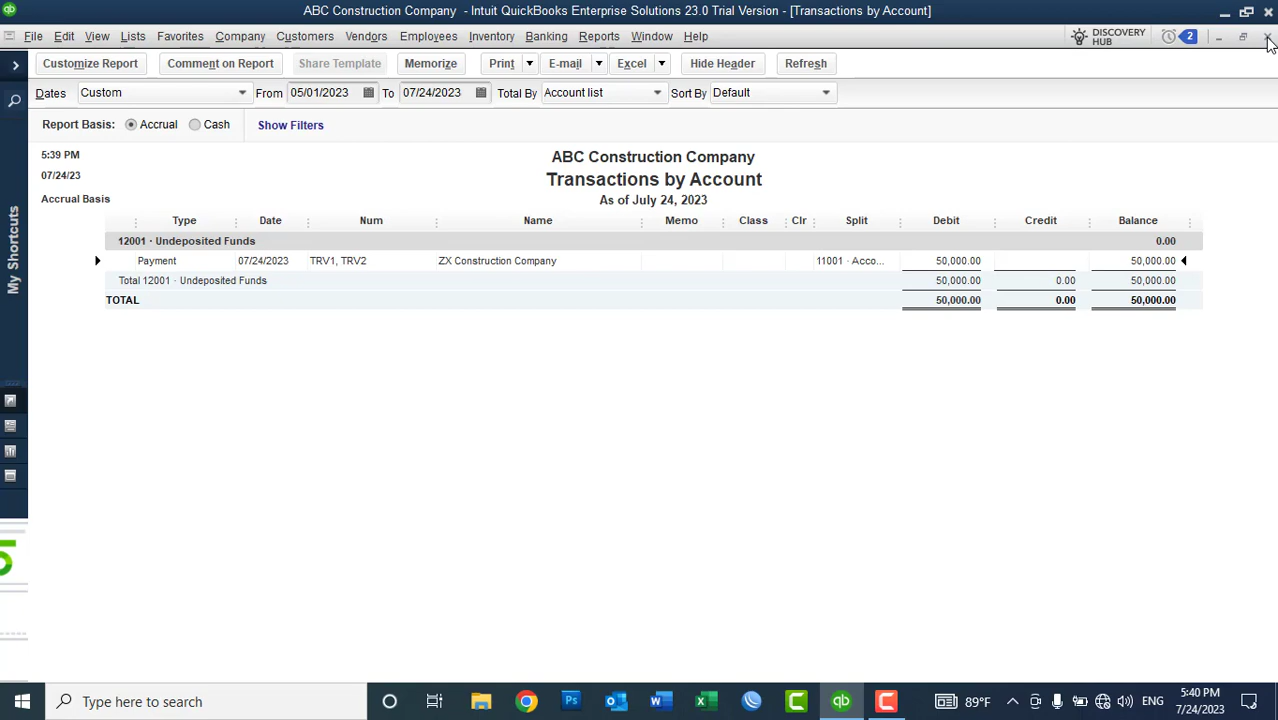 ABC Construction Company - Intuit QuickBooks Enterprise Solutions 23.0 Trial Version - [Transactions by Account]
File Edit View Lists Favorites Company Customers Vendors Employees Inventory Banking Reports Window Help DISCOVERY HUB 2
Customize Report Comment on Report Share Template Memorize Print E-mail Excel Hide Header Refresh
Dates Custom From 05/01/2023 To 07/24/2023 Total By Account list Sort By Default
Report Basis: Accrual Cash Show Filters
5:39 PM ABC Construction Company
07/24/23 Transactions by Account
Accrual Basis As of July 24, 2023
Type Date Num Name Memo Class Clr Split Debit Credit Balance
12001 · Undeposited Funds 0.00
Payment 07/24/2023 TRV1, TRV2 ZX Construction Company 11001 · Acco... 50,000.00 50,000.00
Total 12001 · Undeposited Funds 50,000.00 0.00 50,000.00
TOTAL 50,000.00 0.00 50,000.00
My Shortcuts
Type here to search Ps qb 89°F ENG 5:40 PM
7/24/2023